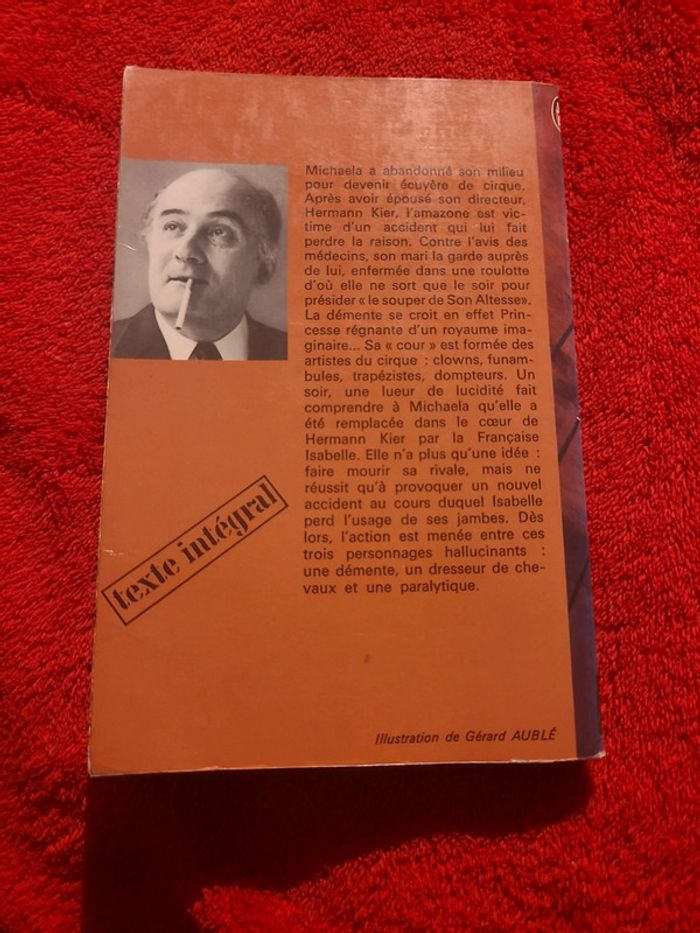 Michaela a abandonné son milieu
pour devenir écuyère de cirque.
Après avoir épousé son directeur,
Hermann Kier, l'amazone est vic-
time d'un accident qui lui fait
perdre la raison. Contre l'avis des
médecins, son mari la garde auprès
de lui, enfermée dans une roulotte
d'où elle ne sort que le soir pour
présider « le souper de Son Altesse».
La démente se croit en effet Prin-
cesse régnante d'un royaume ima-
ginaire... Sa « cour » est formée des
artistes du cirque : clowns, funam-
bules, trapézistes, dompteurs. Un
soir, une lueur de lucidité fait
comprendre à Michaela qu'elle a
été remplacée dans le cœur de
Hermann Kier par la Française
Isabelle. Elle n'a plus qu'une idée :
faire mourir sa rivale, mais ne
réussit qu'à provoquer un nouvel
accident au cours duquel Isabelle
perd l'usage de ses jambes. Dès
lors, l'action est menée entre ces
trois personnages hallucinants :
une démente, un dresseur de che-
vaux et une paralytique.
texte intégral
Illustration de Gérard AUBLÉ